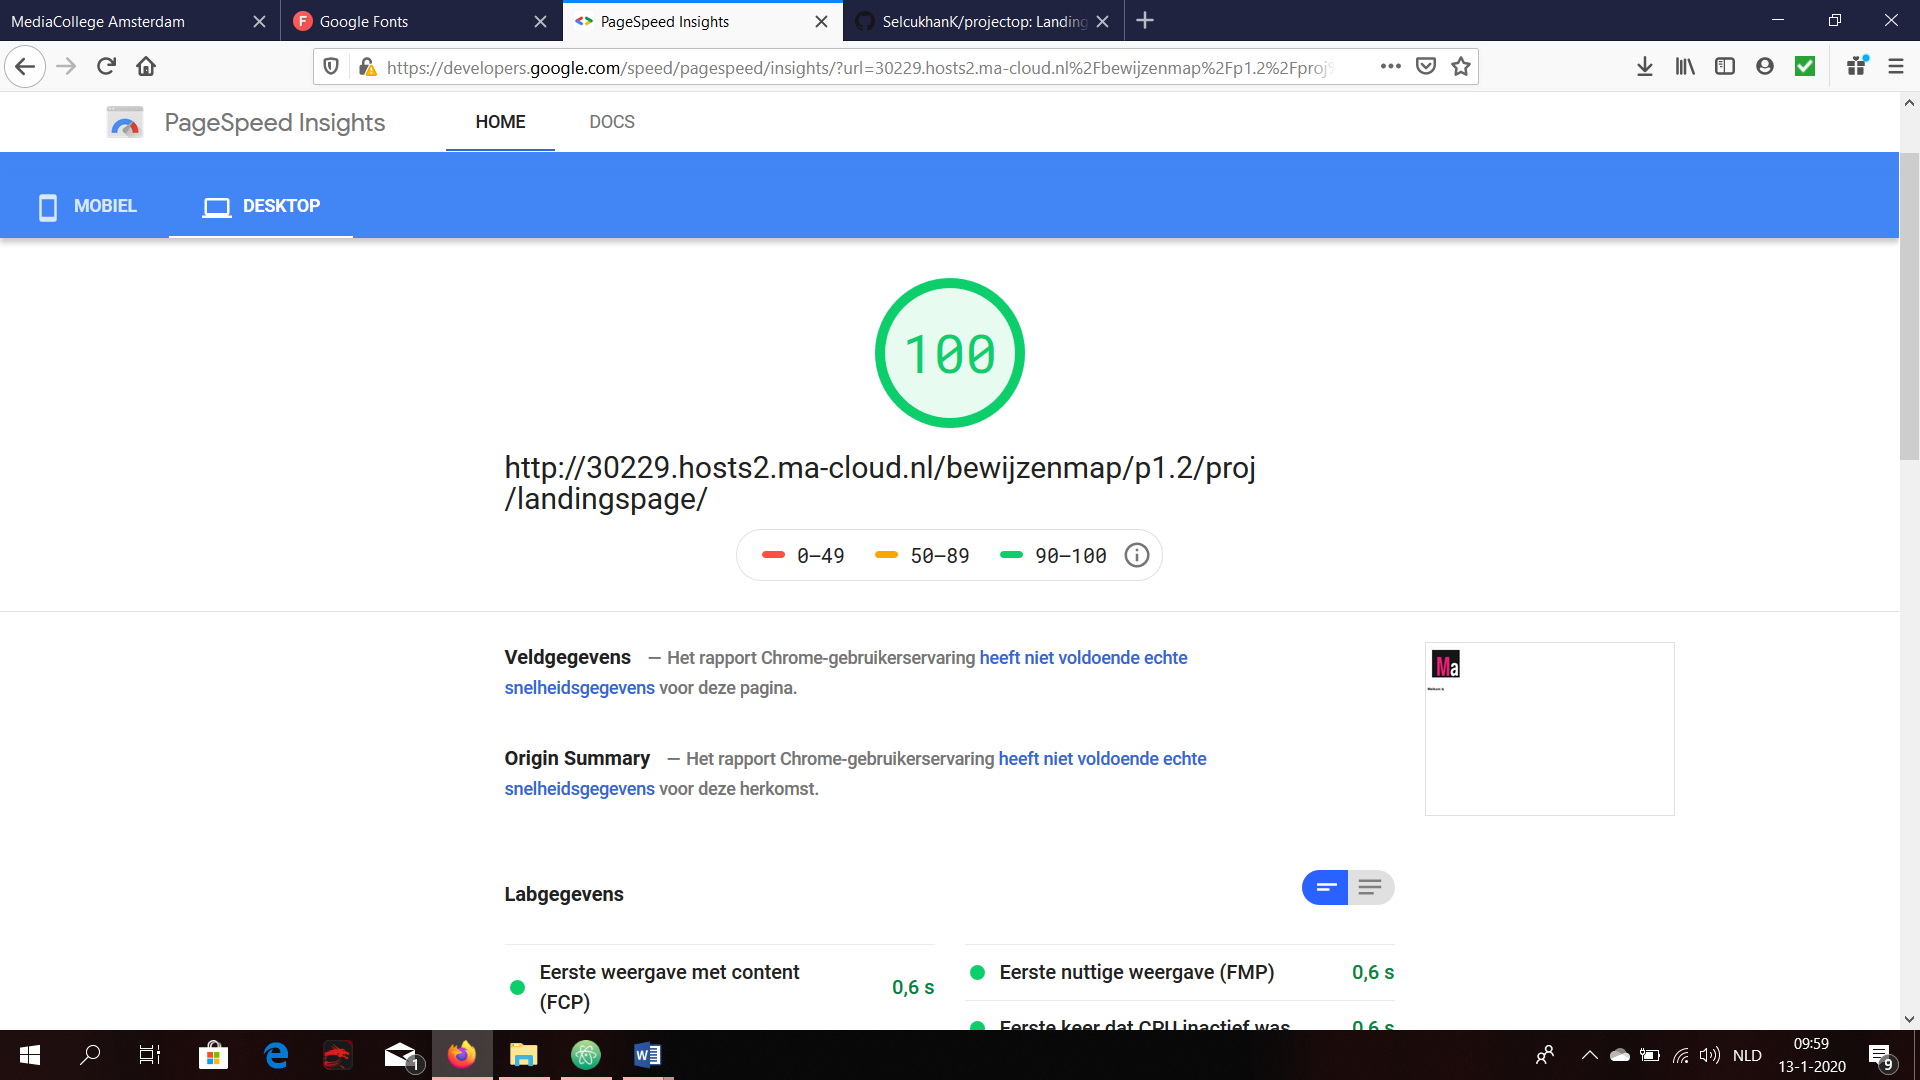 MediaCollege Amsterdam
Google Fonts
PageSpeed Insights
SelcukhanK/projectop: Landing
https://developers.google.com/speed/pagespeed/insights/?url=30229.hosts2.ma-cloud.nl%2Fbewijzenmap%2Fp1.2%2Fproj%
PageSpeed Insights
HOME
DOCS
MOBIEL
DESKTOP
100
http://30229.hosts2.ma-cloud.nl/bewijzenmap/p1.2/proj
/landingspage/
0–49
50–89
90–100
Veldgegevens — Het rapport Chrome-gebruikerservaring heeft niet voldoende echte
snelheidsgegevens voor deze pagina.
Ma
Origin Summary — Het rapport Chrome-gebruikerservaring heeft niet voldoende echte
snelheidsgegevens voor deze herkomst.
Labgegevens
Eerste weergave met content
(FCP)
0,6 s
Eerste nuttige weergave (FMP)
0,6 s
Eerste keer dat CPU inactief was
0,6 s
1
NLD
09:59
13-1-2020
9